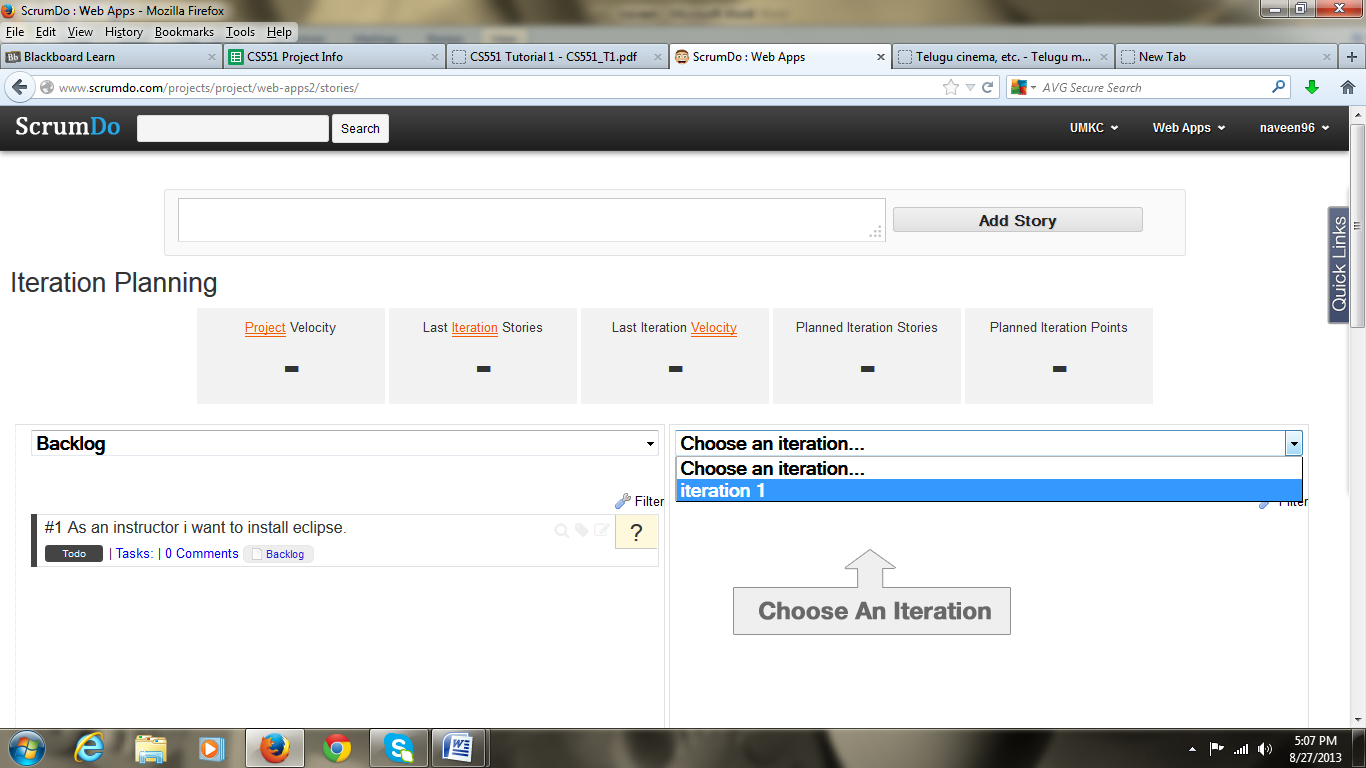 ScrumDo : Web Apps - Mozilla Firefox
File Edit View History Bookmarks Tools Help
Bb Blackboard Learn
CS551 Project Info
CS551 Tutorial 1 - CS551_T1.pdf
ScrumDo : Web Apps
Telugu cinema, etc. - Telugu m...
New Tab
www.scrumdo.com/projects/project/web-apps2/stories/
AVG Secure Search
ScrumDo Search UMKC Web Apps naveen96
Add Story
Quick Links
Iteration Planning
Project Velocity Last Iteration Stories Last Iteration Velocity Planned Iteration Stories Planned Iteration Points
- - - - -
Backlog
Choose an iteration...
Choose an iteration...
iteration 1
Filter
Filter
#1 As an instructor i want to install eclipse.
?
Todo | Tasks: | 0 Comments Backlog
Choose An Iteration
5:07 PM
8/27/2013